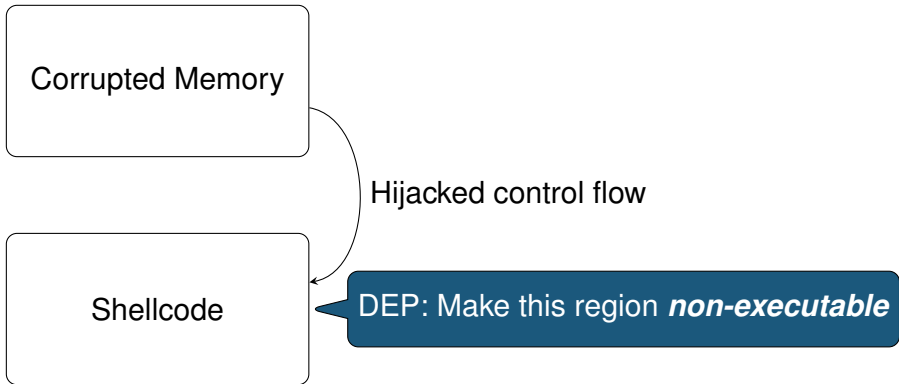 Corrupted Memory
Hijacked control flow
Shellcode
DEP: Make this region non-executable